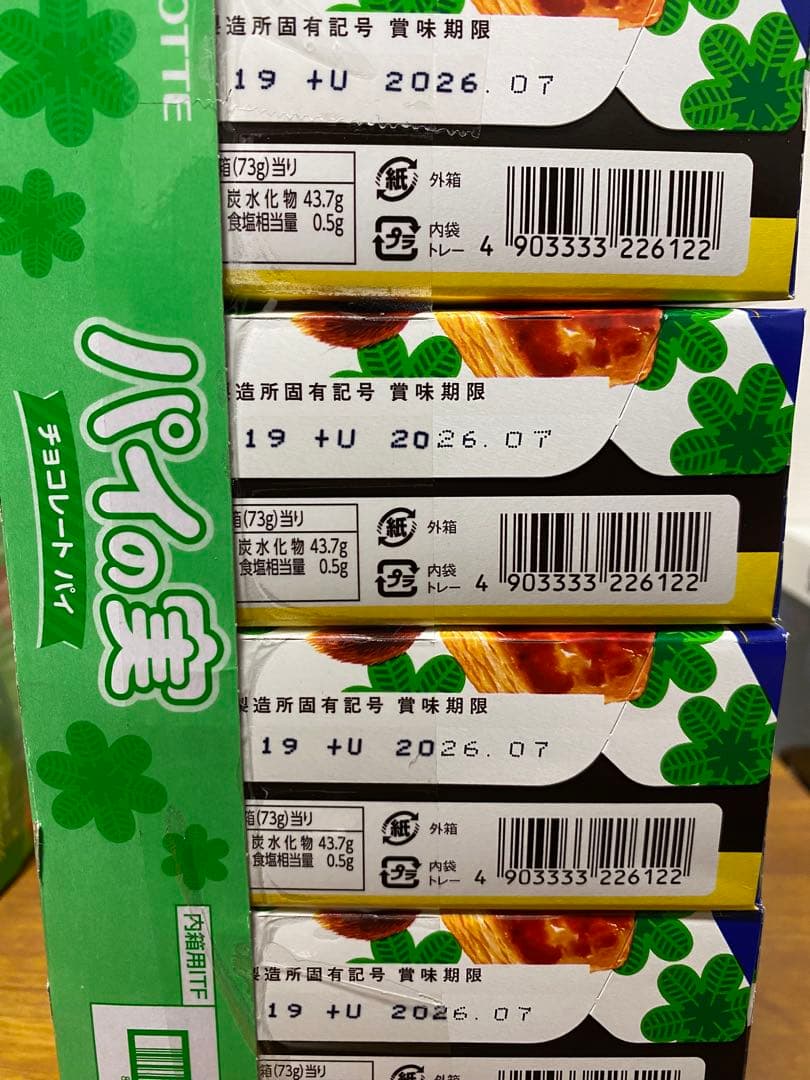 OTTE
パイの実
チョコレート パイ
内箱用ITF
製造所固有記号 賞味期限
19 +U 2026.07
箱(73g)当り
炭水化物 43.7g
食塩相当量 0.5g
紙 外箱
プラ 内袋
トレー
4 903333 226122
製造所固有記号 賞味期限
19 +U 2026.07
箱(73g)当り
炭水化物 43.7g
食塩相当量 0.5g
紙 外箱
プラ 内袋
トレー
4 903333 226122
製造所固有記号 賞味期限
19 +U 2026.07
箱(73g)当り
炭水化物 43.7g
食塩相当量 0.5g
紙 外箱
プラ 内袋
トレー
4 903333 226122
製造所固有記号 賞味期限
19 +U 2026.07
箱(73g)当り
紙 外箱